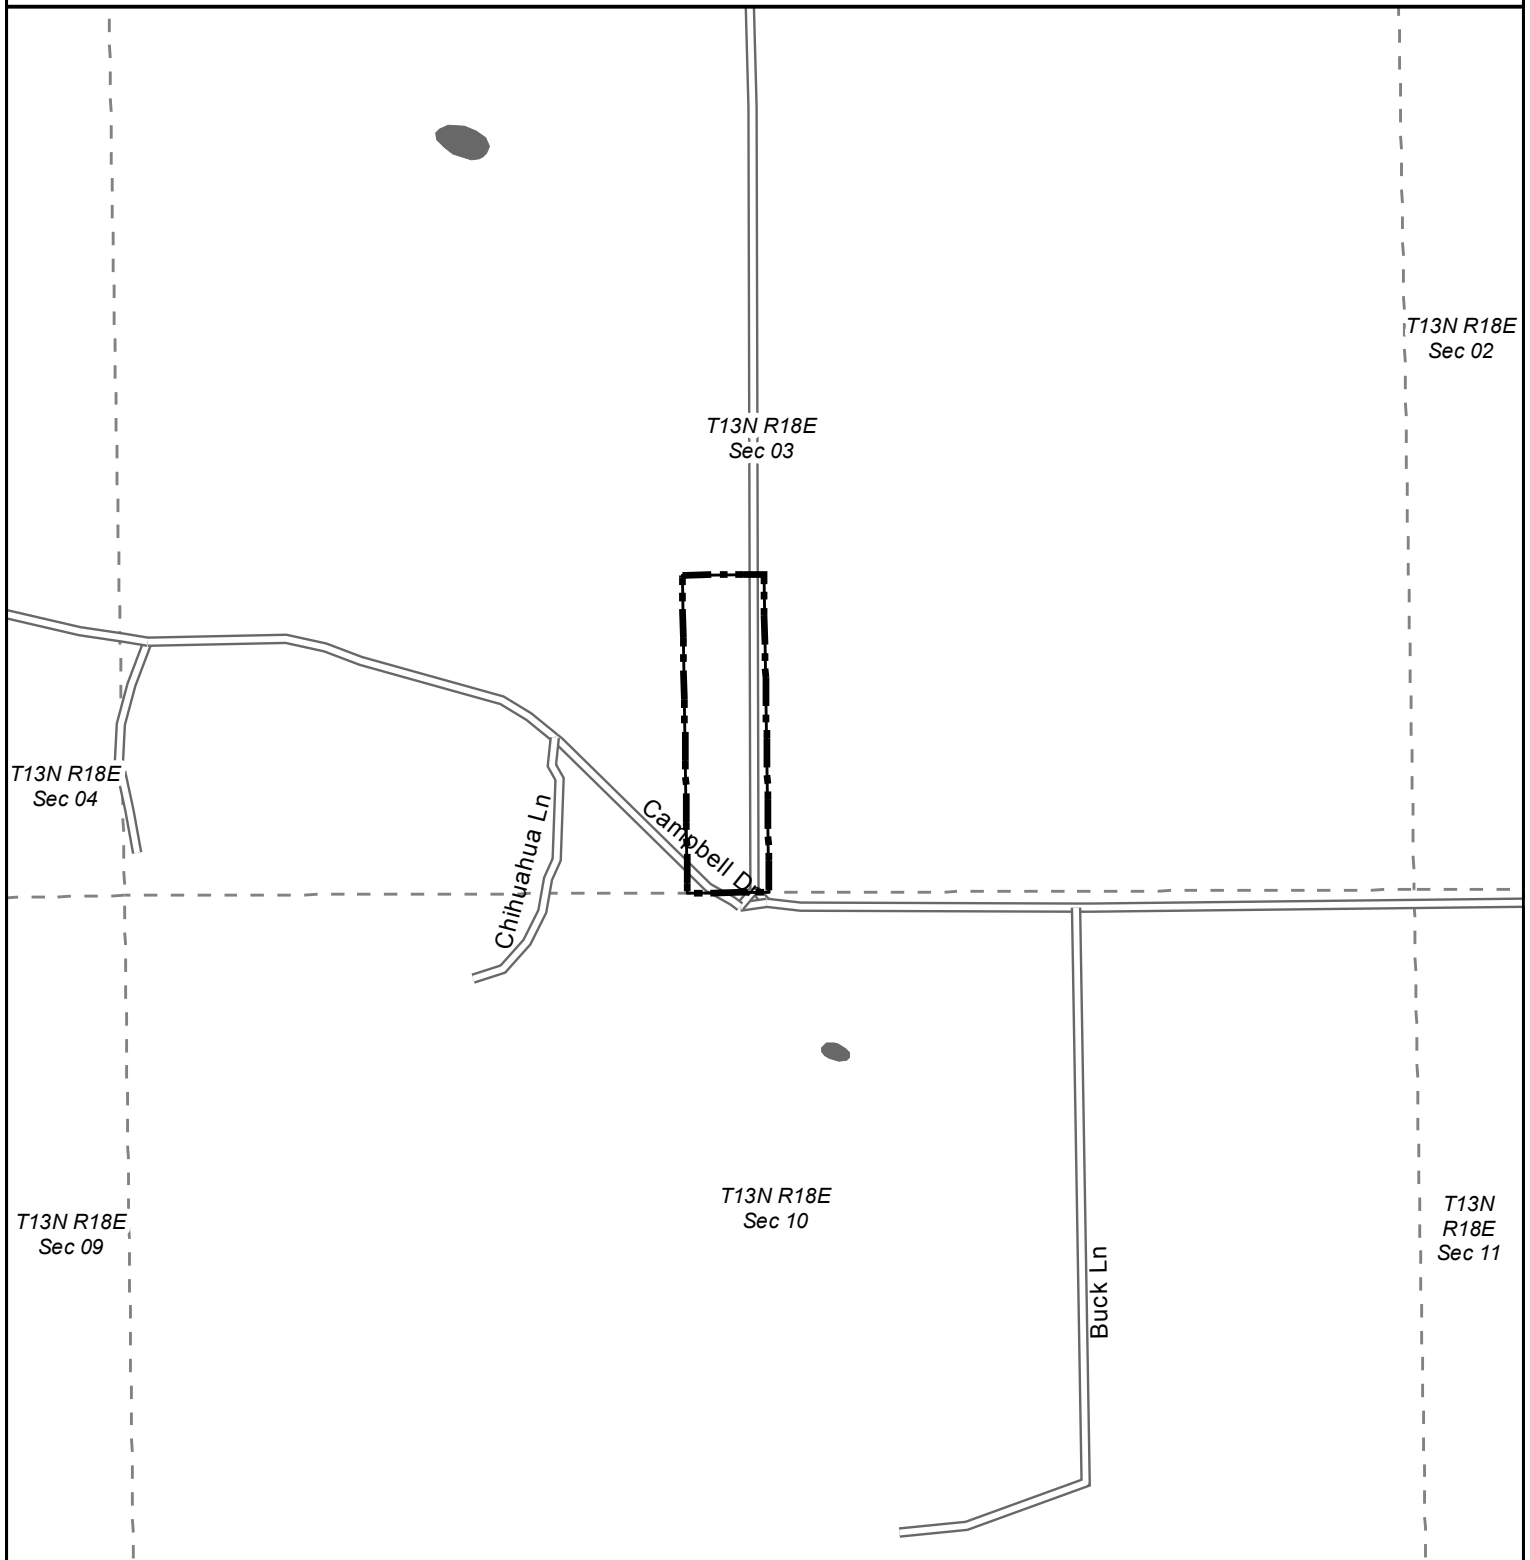 T13N R18E
Sec 02
T13N R18E
Sec 03
T13N R18E
Sec 04
Campbell Dr
Chihuahua Ln
T13N R18E
Sec 10
T13N R18E
Sec 09
T13N
R18E
Sec 11
Buck Ln